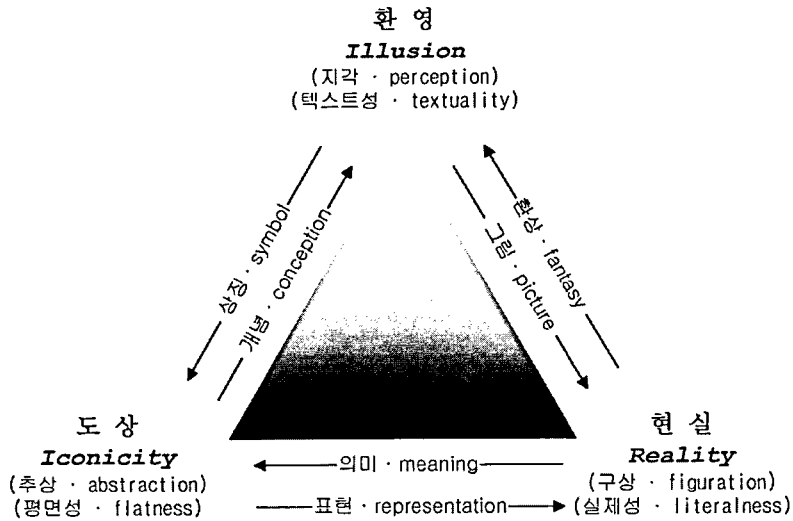 환 영
Illusion
(지각 · perception)
(텍스트성 · textuality)
상징 · symbol
개념 · conception
환상 · fantasy
그림 · picture
도 상
Iconicity
(추상 · abstraction)
(평면성 · flatness)
현 실
Reality
(구상 · figuration)
(실제성 · literalness)
의미 · meaning
표현 · representation